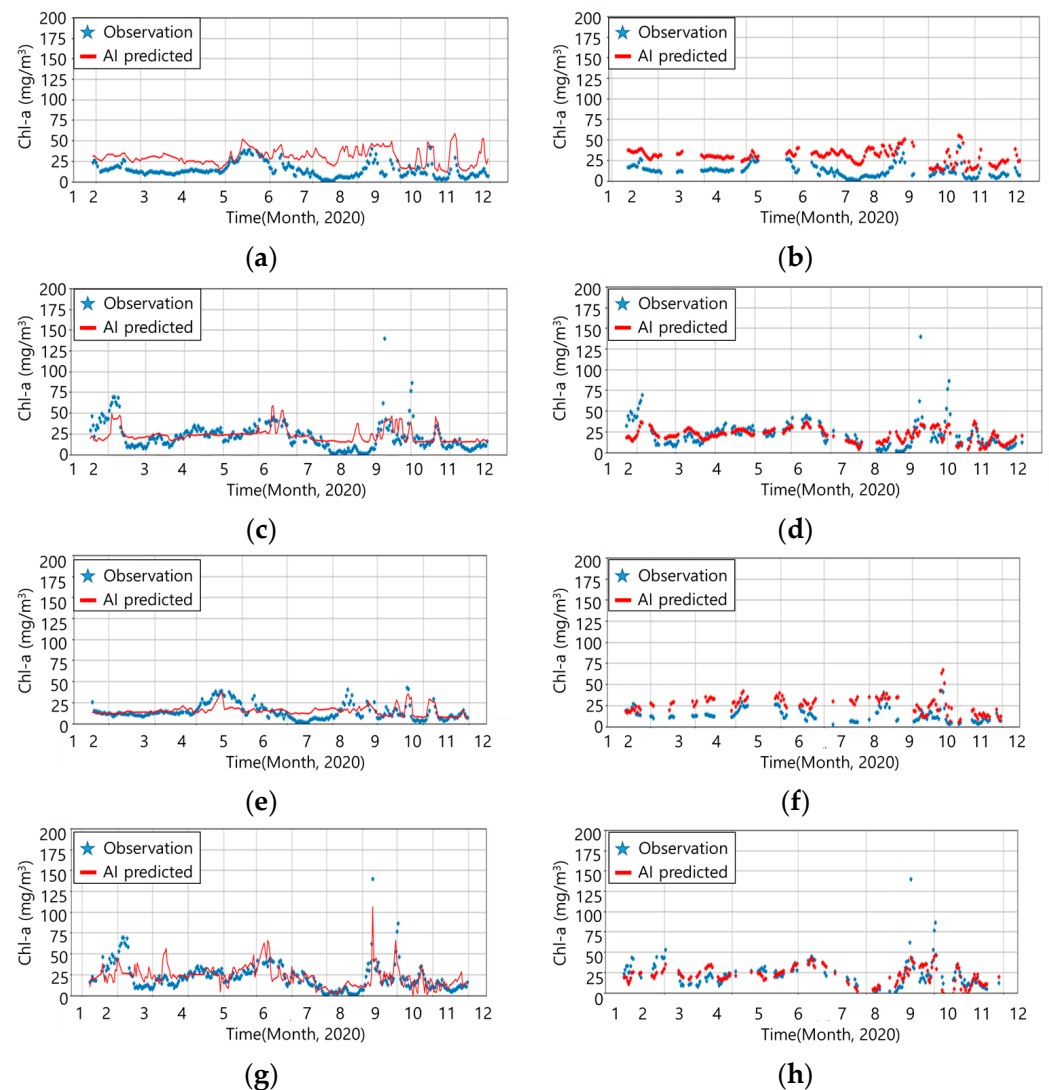 200
175
150
125
100
75
50
25
0
Chl-a (mg/m³)
Observation
AI predicted
1 2 3 4 5 6 7 8 9 10 11 12
Time(Month, 2020)
(a)
200
175
150
125
100
75
50
25
0
Chl-a (mg/m³)
Observation
AI predicted
1 2 3 4 5 6 7 8 9 10 11 12
Time(Month, 2020)
(b)
200
175
150
125
100
75
50
25
0
Chl-a (mg/m³)
Observation
AI predicted
1 2 3 4 5 6 7 8 9 10 11 12
Time(Month, 2020)
(c)
200
175
150
125
100
75
50
25
0
Chl-a (mg/m³)
Observation
AI predicted
1 2 3 4 5 6 7 8 9 10 11 12
Time(Month, 2020)
(d)
200
175
150
125
100
75
50
25
0
Chl-a (mg/m³)
Observation
AI predicted
1 2 3 4 5 6 7 8 9 10 11 12
Time(Month, 2020)
(e)
200
175
150
125
100
75
50
25
0
Chl-a (mg/m³)
Observation
AI predicted
1 2 3 4 5 6 7 8 9 10 11 12
Time(Month, 2020)
(f)
200
175
150
125
100
75
50
25
0
Chl-a (mg/m³)
Observation
AI predicted
1 2 3 4 5 6 7 8 9 10 11 12
Time(Month, 2020)
(g)
200
175
150
125
100
75
50
25
0
Chl-a (mg/m³)
Observation
AI predicted
1 2 3 4 5 6 7 8 9 10 11 12
Time(Month, 2020)
(h)